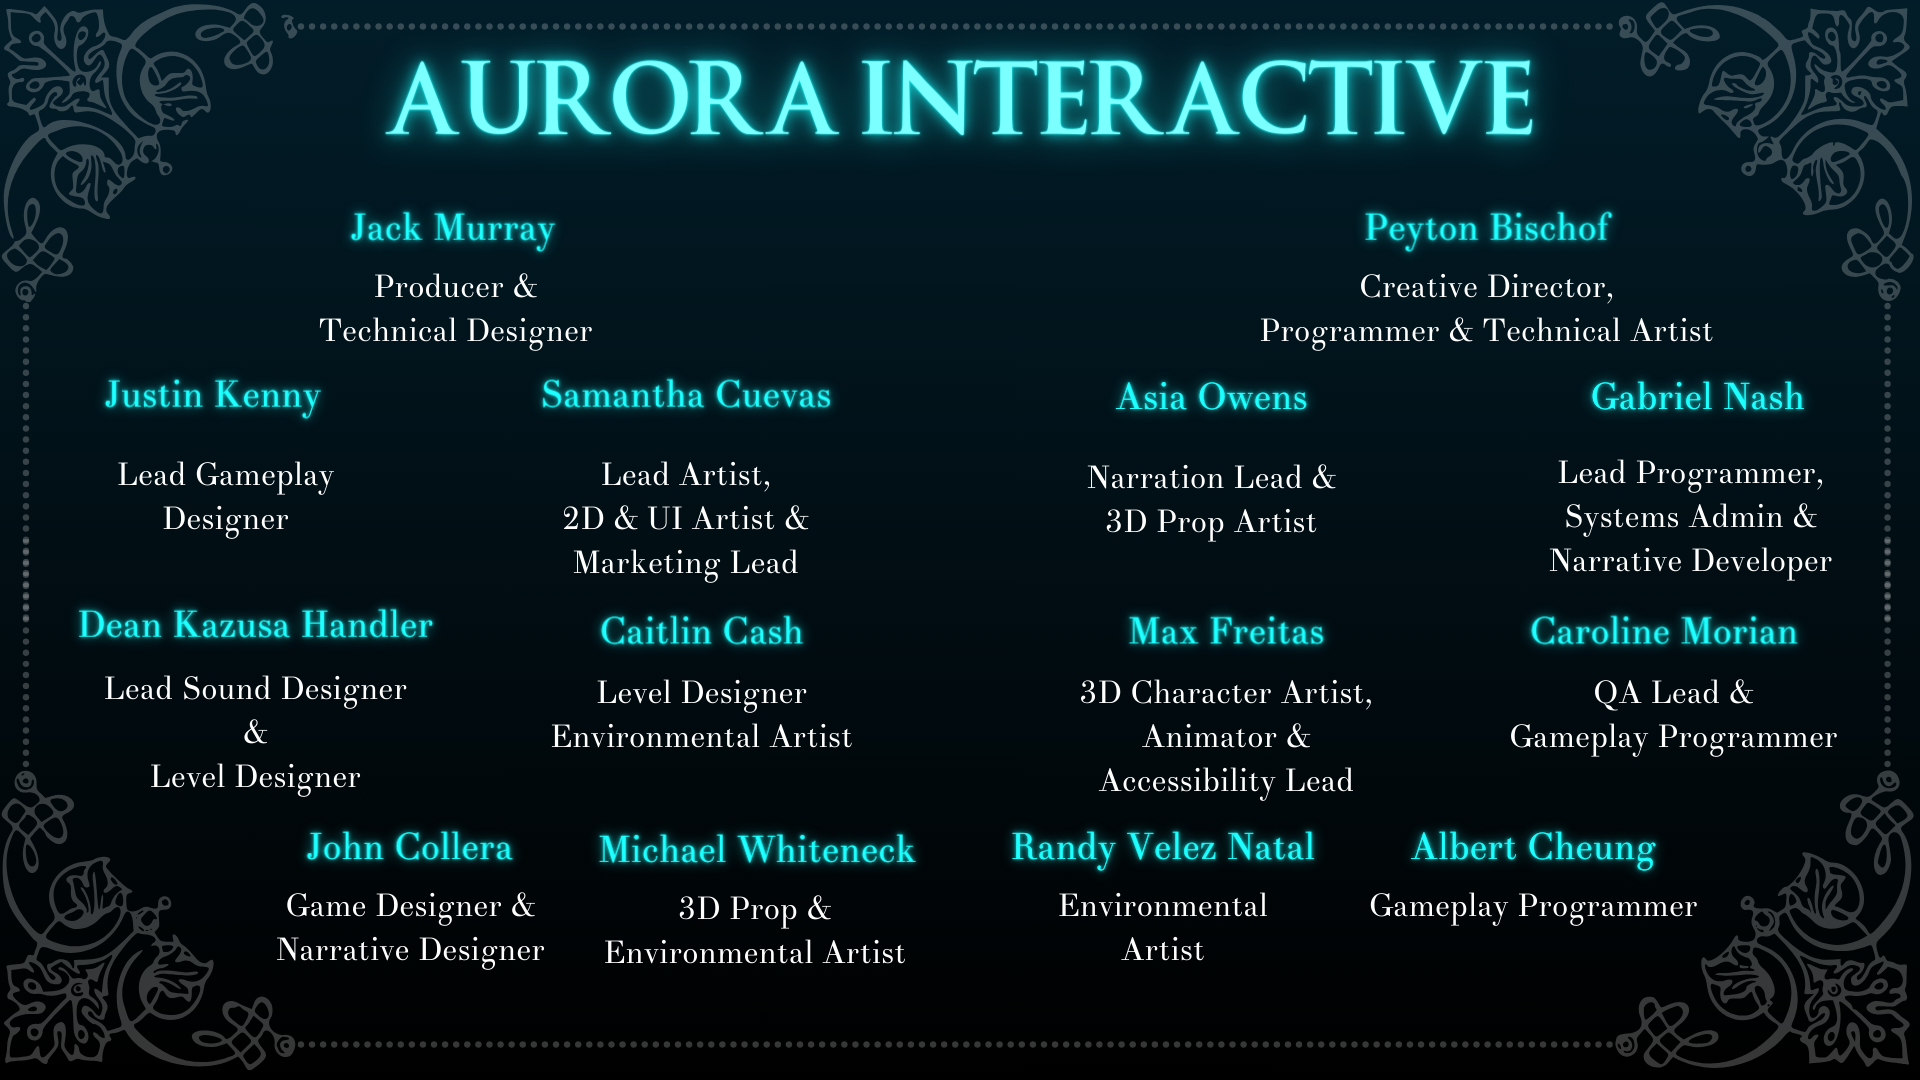 AURORA INTERACTIVE
Jack Murray
Producer &
Technical Designer
Peyton Bischof
Creative Director,
Programmer & Technical Artist
Justin Kenny
Lead Gameplay
Designer
Samantha Cuevas
Lead Artist,
2D & UI Artist &
Marketing Lead
Asia Owens
Narration Lead &
3D Prop Artist
Gabriel Nash
Lead Programmer,
Systems Admin &
Narrative Developer
Dean Kazusa Handler
Lead Sound Designer
&
Level Designer
Caitlin Cash
Level Designer
Environmental Artist
Max Freitas
3D Character Artist,
Animator &
Accessibility Lead
Caroline Morian
QA Lead &
Gameplay Programmer
John Collera
Game Designer &
Narrative Designer
Michael Whiteneck
3D Prop &
Environmental Artist
Randy Velez Natal
Environmental
Artist
Albert Cheung
Gameplay Programmer